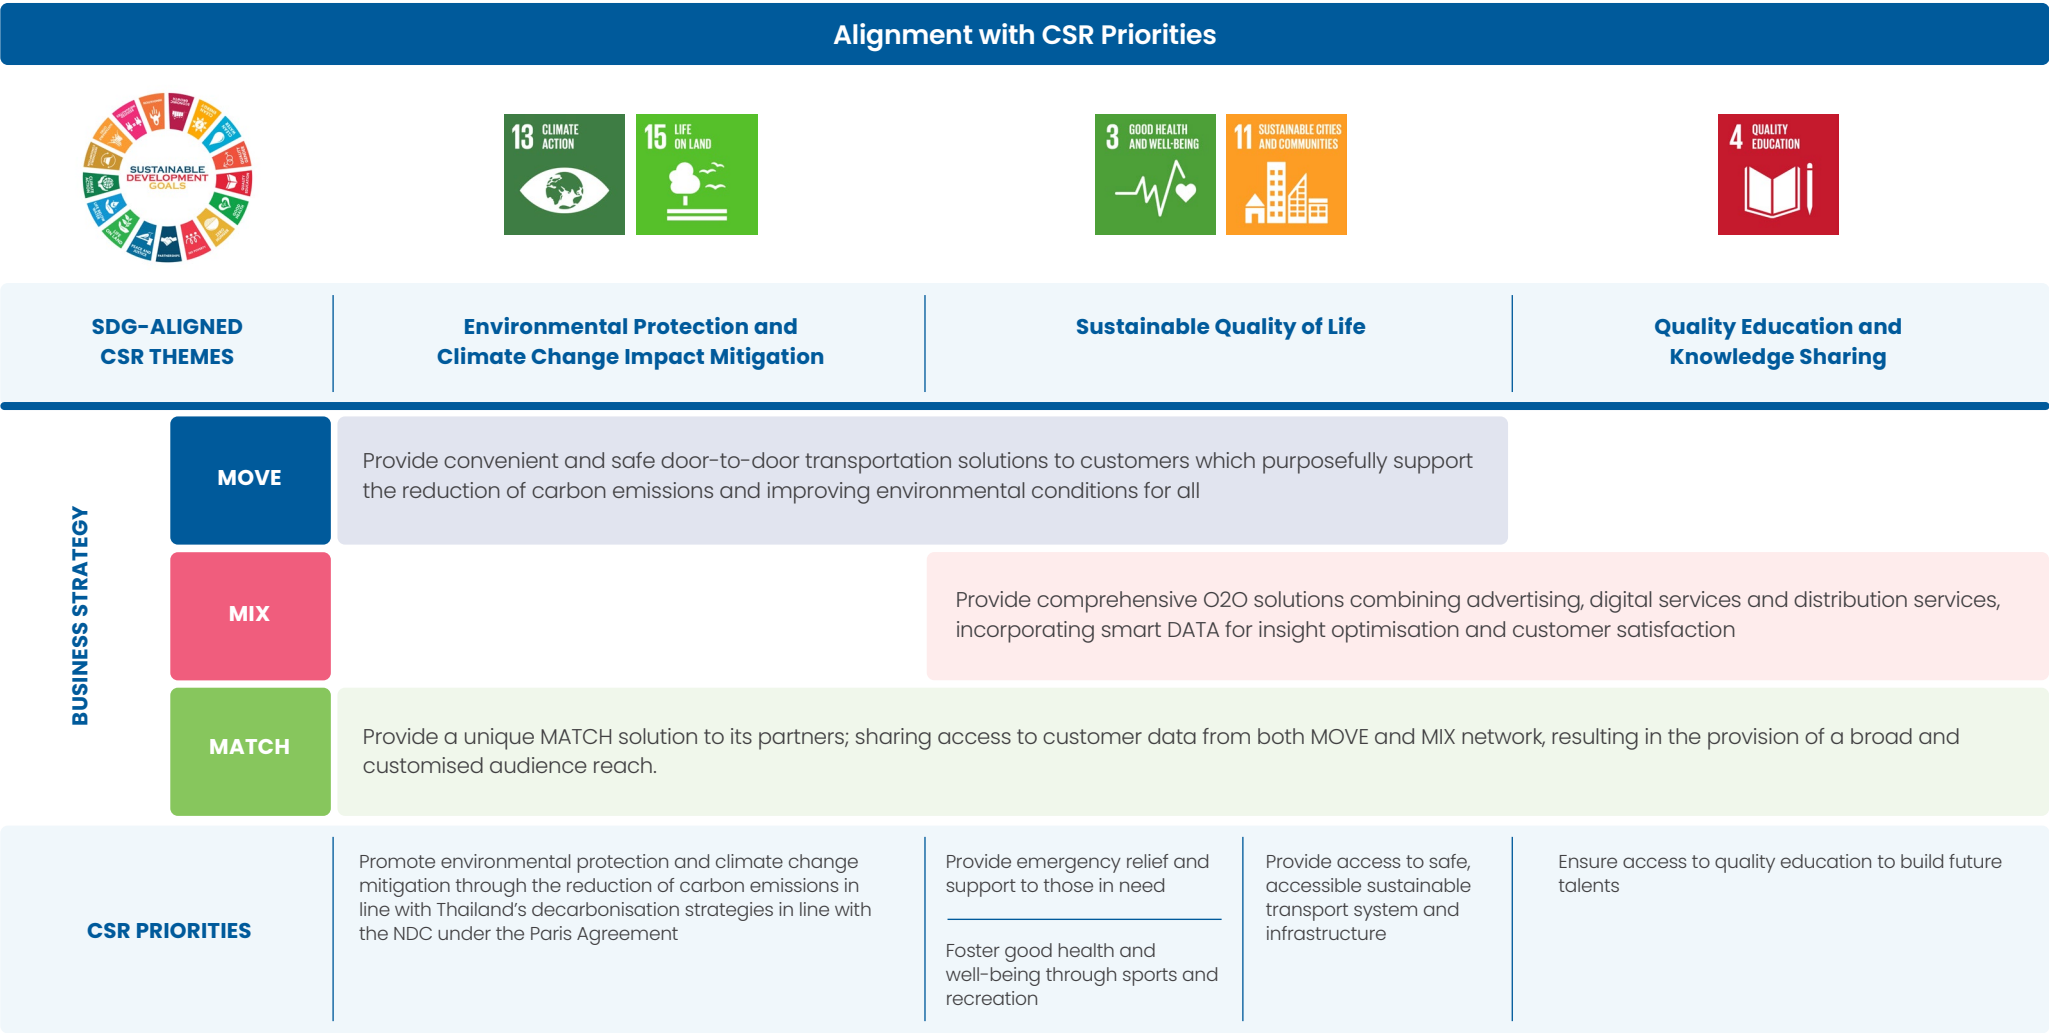 Alignment with CSR Priorities
SUSTAINABLE
DEVELOPMENT
GOALS
13 CLIMATE
ACTION
15 LIFE
ON LAND
3 GOOD HEALTH
AND WELL-BEING
11 SUSTAINABLE CITIES
AND COMMUNITIES
4 QUALITY
EDUCATION
SDG-ALIGNED
CSR THEMES
Environmental Protection and
Climate Change Impact Mitigation
Sustainable Quality of Life
Quality Education and
Knowledge Sharing
BUSINESS STRATEGY
MOVE
Provide convenient and safe door-to-door transportation solutions to customers which purposefully support
the reduction of carbon emissions and improving environmental conditions for all
MIX
Provide comprehensive O2O solutions combining advertising, digital services and distribution services,
incorporating smart DATA for insight optimisation and customer satisfaction
MATCH
Provide a unique MATCH solution to its partners; sharing access to customer data from both MOVE and MIX network, resulting in the provision of a broad and
customised audience reach.
CSR PRIORITIES
Promote environmental protection and climate change
mitigation through the reduction of carbon emissions in
line with Thailand's decarbonisation strategies in line with
the NDC under the Paris Agreement
Provide emergency relief and
support to those in need
Foster good health and
well-being through sports and
recreation
Provide access to safe,
accessible sustainable
transport system and
infrastructure
Ensure access to quality education to build future
talents